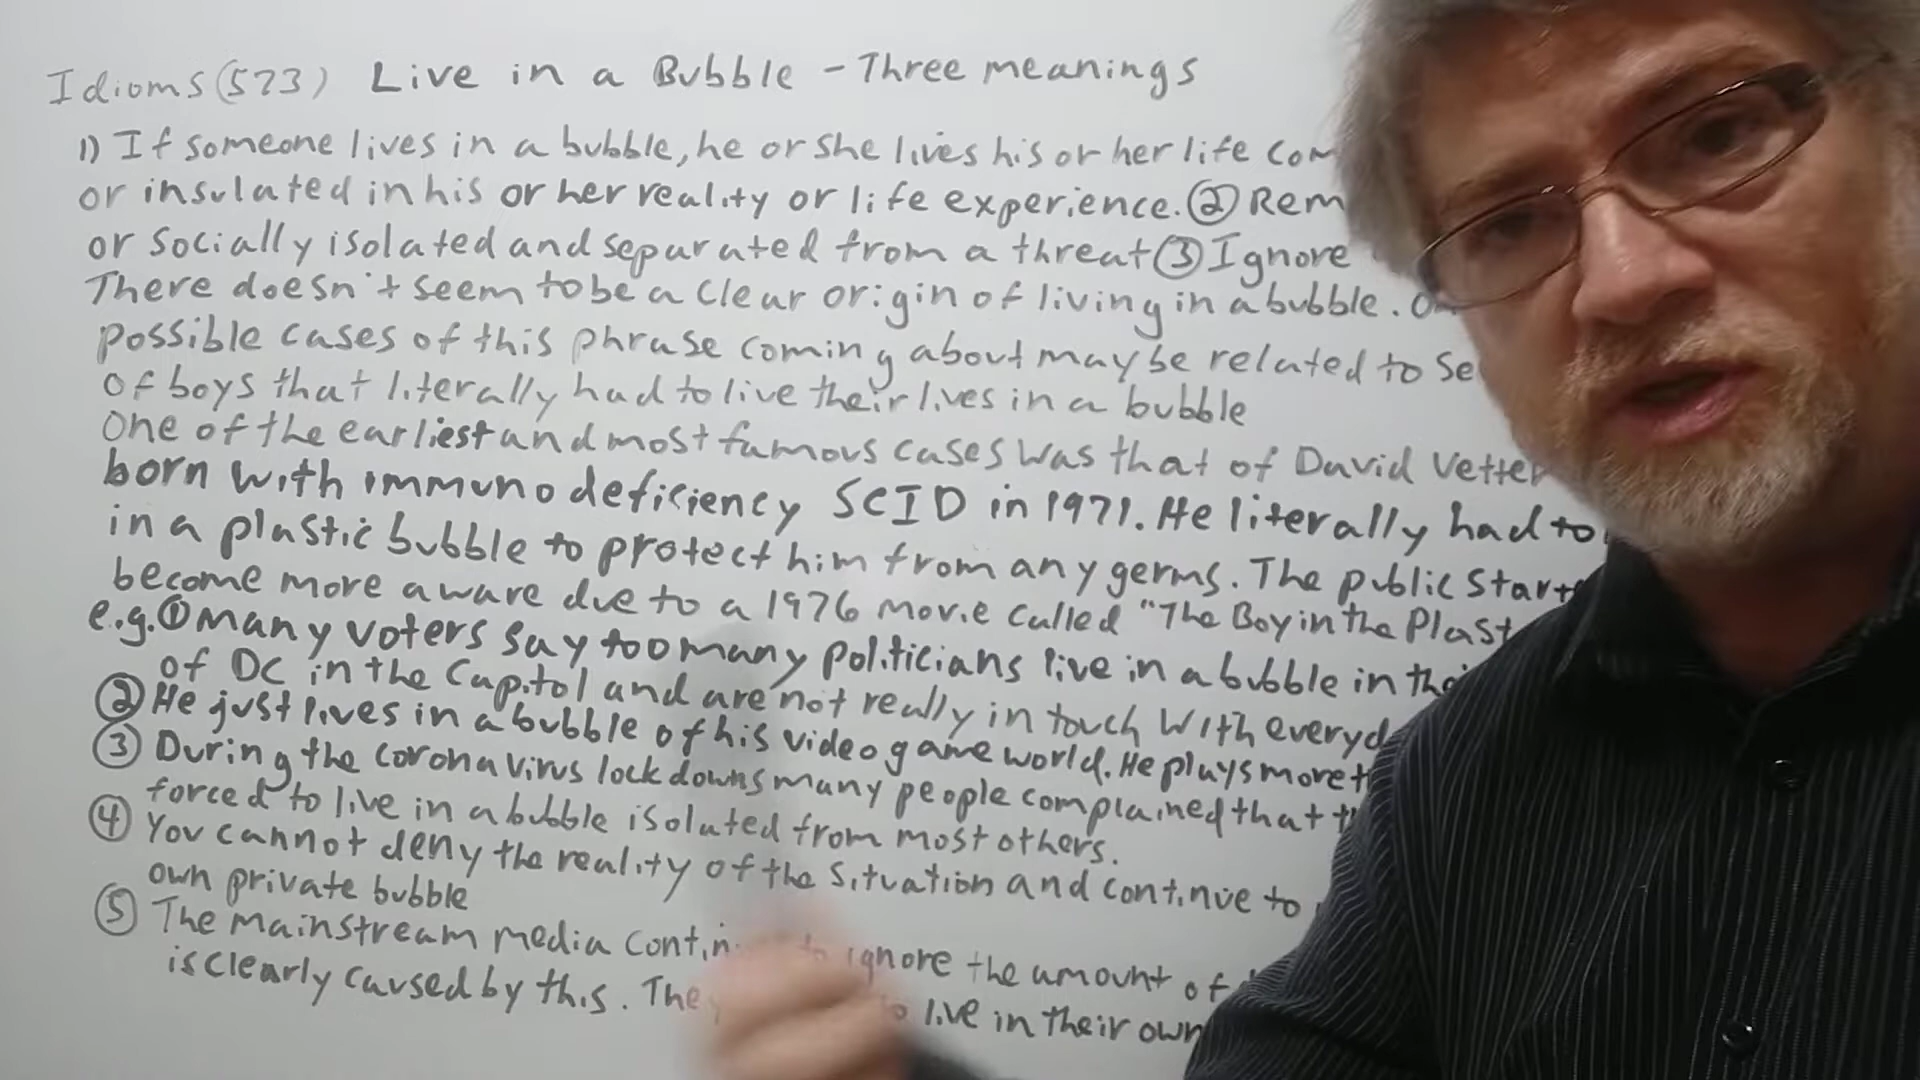 Idioms (573) Live in a Bubble - Three meanings
1) If someone lives in a bubble, he or she lives his or her life
or insulated in his or her reality or life experience. ②
or socially isolated and separated from a threat ③ Ignore
There doesn't seem to be a clear origin of living in a bubble.
possible cases of this phrase coming about may be related to
of boys that literally had to live their lives in a bubble
One of the earliest and most famous cases was that of David Vetter
born with immunodeficiency SCID in 1971. He literally had to
in a plastic bubble to protect him from any germs. The public
become more aware due to a 1976 movie called "The Boy in the
e.g. ① Many voters say too many politicians live in a bubble in
of DC in the Capitol and are not really in touch with
② He just lives in a bubble of his video game world. He plays more
③ During the corona virus lockdowns many people complained that
forced to live in a bubble isolated from most others.
④ You cannot deny the reality of the situation and continue to
own private bubble
⑤ The mainstream media ignore the amount of
is clearly caused by this. live in their own